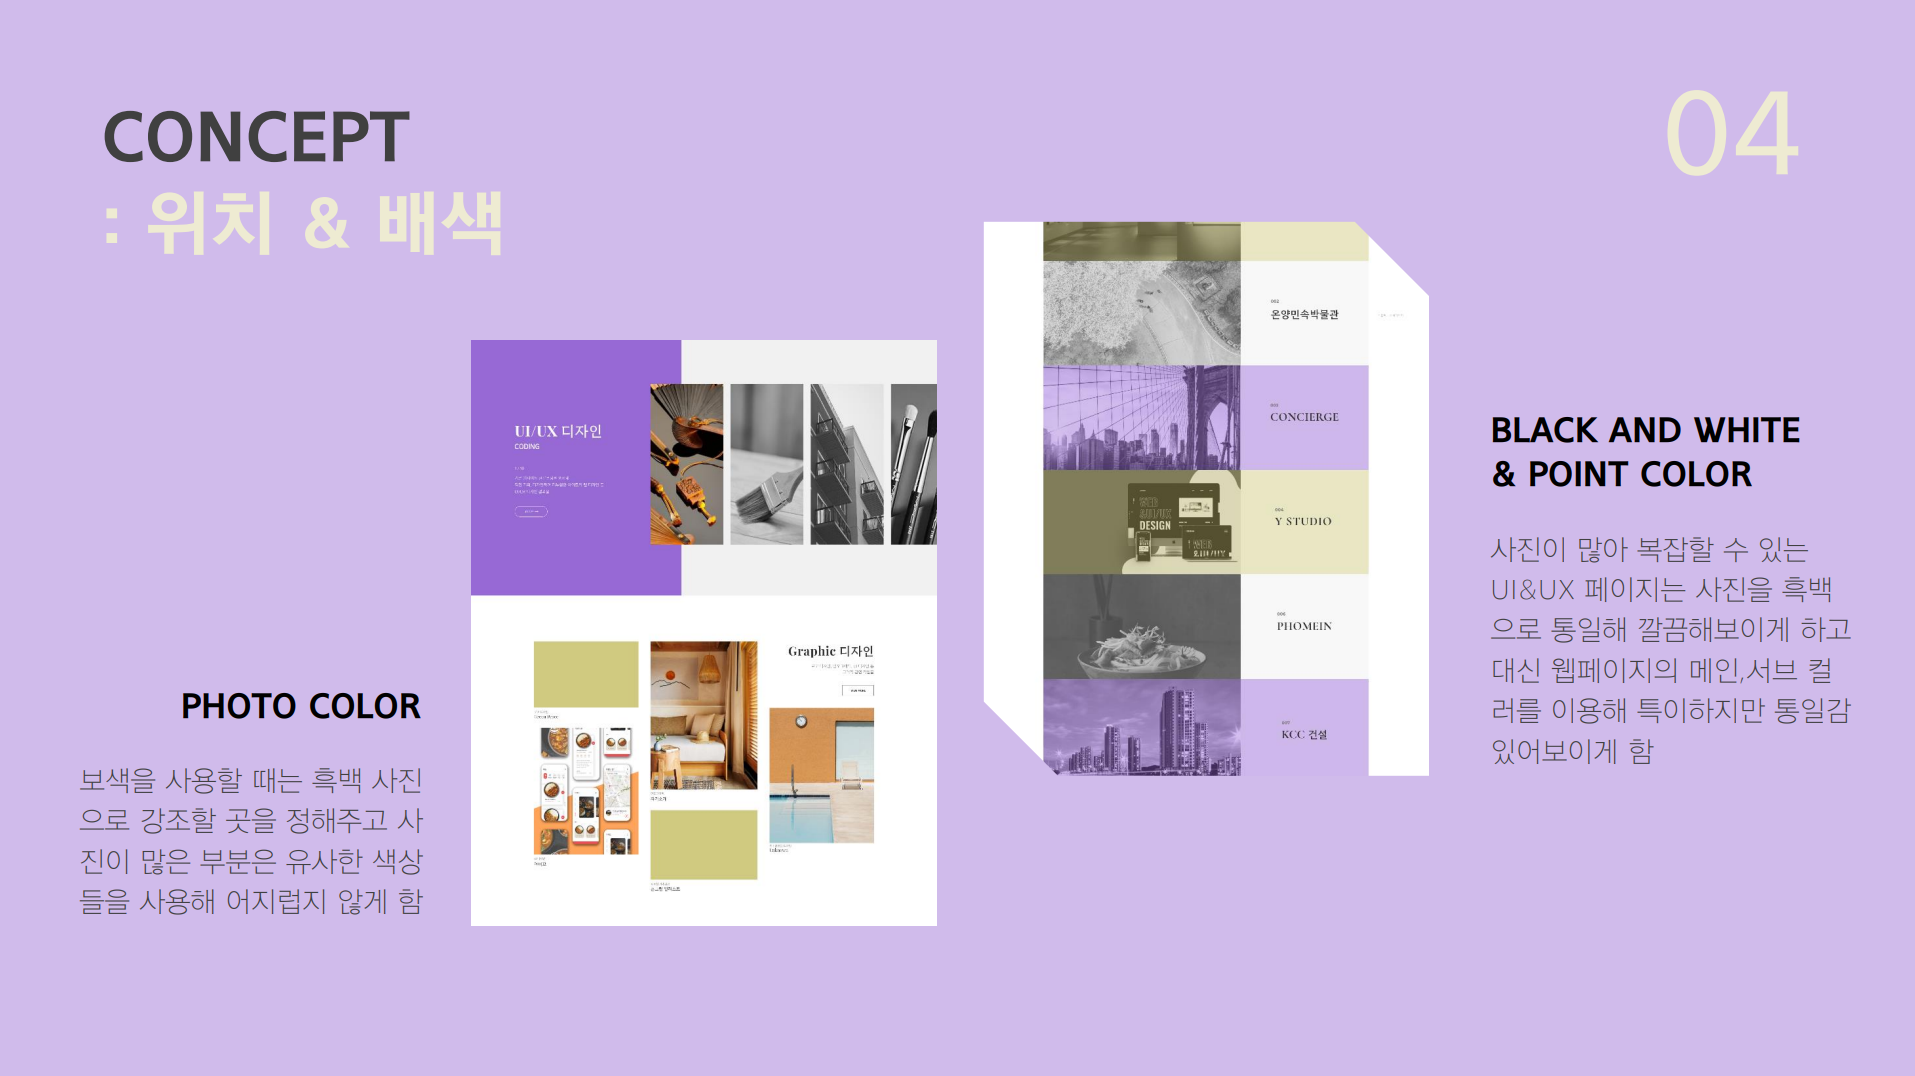 CONCEPT
: 위치 & 배색
04
UI/UX 디자인
CODING
Graphic 디자인
PHOTO COLOR
보색을 사용할 때는 흑백 사진
으로 강조할 곳을 정해주고 사
진이 많은 부분은 유사한 색상
들을 사용해 어지럽지 않게 함
002
온양민속박물관
003
CONCIERGE
004
Y STUDIO
WEB
&UI/UX
DESIGN
PHOMEIN
KCC 건설
BLACK AND WHITE
& POINT COLOR
사진이 많아 복잡할 수 있는
UI&UX 페이지는 사진을 흑백
으로 통일해 깔끔해보이게 하고
대신 웹페이지의 메인,서브 컬
러를 이용해 특이하지만 통일감
있어보이게 함